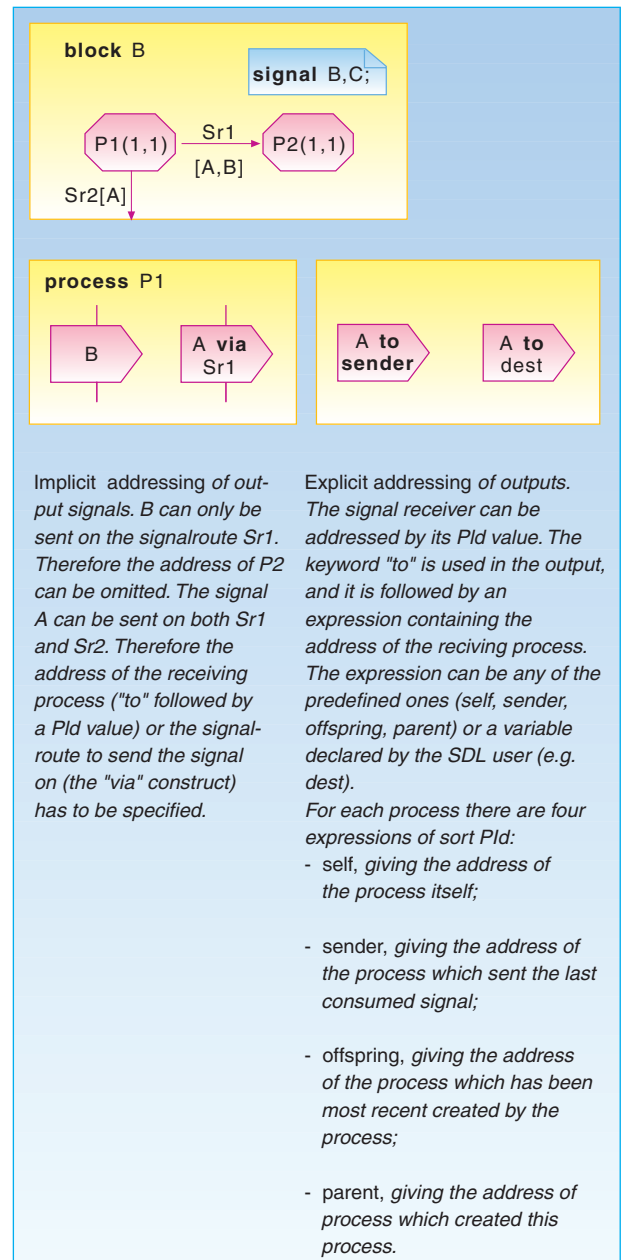 block B
signal B,C;
P1(1,1)
Sr1
[A,B]
P2(1,1)
Sr2[A]
process P1
B
A via
Sr1
A to
sender
A to
dest
Implicit addressing of out-
put signals. B can only be
sent on the signalroute Sr1.
Therefore the address of P2
can be omitted. The signal
A can be sent on both Sr1
and Sr2. Therefore the
address of the receiving
process ("to" followed by
a PId value) or the signal-
route to send the signal
on (the "via" construct)
has to be specified.
Explicit addressing of outputs.
The signal receiver can be
addressed by its PId value. The
keyword "to" is used in the output,
and it is followed by an
expression containing the
address of the reciving process.
The expression can be any of the
predefined ones (self, sender,
offspring, parent) or a variable
declared by the SDL user (e.g.
dest).
For each process there are four
expressions of sort PId:
- self, giving the address of
the process itself;
- sender, giving the address of
the process which sent the last
consumed signal;
- offspring, giving the address
of the process which has been
most recent created by the
process;
- parent, giving the address of
process which created this
process.